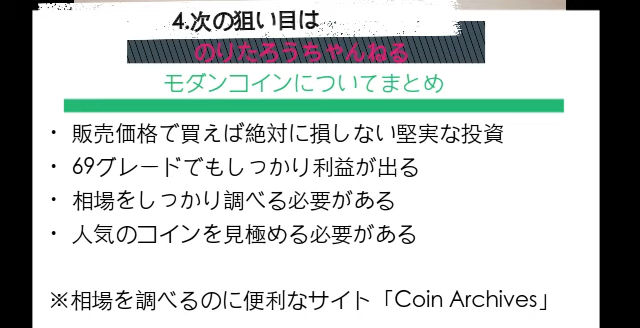 4.次の狙い目は
のりたろうちゃんねる
モダンコインについてまとめ
・ 販売価格で買えば絶対に損しない堅実な投資
・ 69グレードでもしっかり利益が出る
・ 相場をしっかり調べる必要がある
・ 人気のコインを見極める必要がある
※相場を調べるのに便利なサイト「Coin Archives」